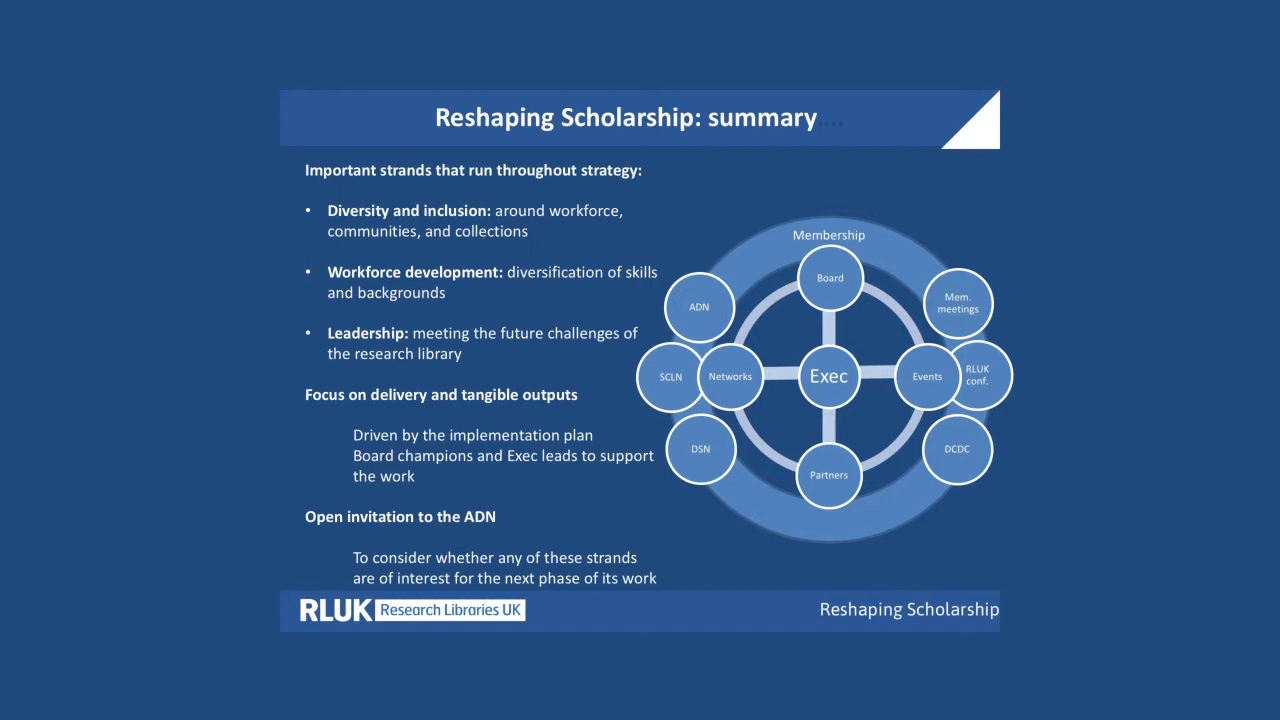 Reshaping Scholarship: summary....
Important strands that run throughout strategy:
• Diversity and inclusion: around workforce,
communities, and collections
• Workforce development: diversification of skills
and backgrounds
• Leadership: meeting the future challenges of
the research library
Focus on delivery and tangible outputs
Driven by the implementation plan
Board champions and Exec leads to support
the work
Open invitation to the ADN
To consider whether any of these strands
are of interest for the next phase of its work
Membership
Board
ADN
Mem.
meetings
SCLN
Networks
Exec
Events
RLUK
conf.
DSN
DCDC
Partners
RLUK Research Libraries UK
Reshaping Scholarship